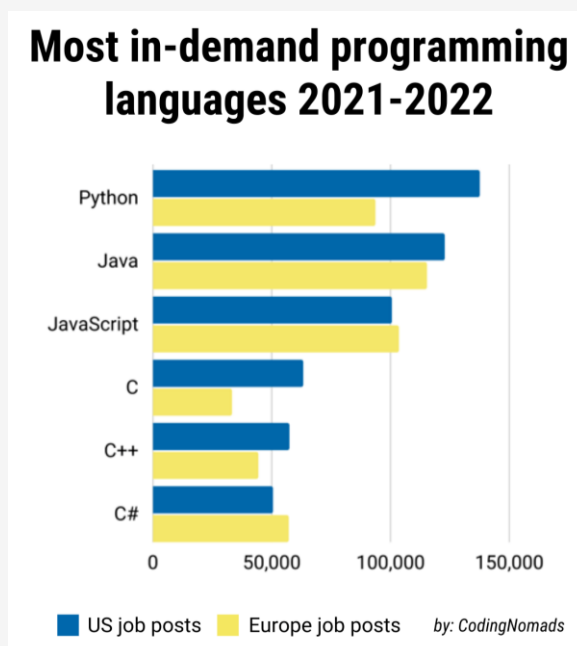 Most in-demand programming
languages 2021-2022
Python
Java
JavaScript
C
C++
C#
0 50,000 100,000 150,000
US job posts Europe job posts by: CodingNomads